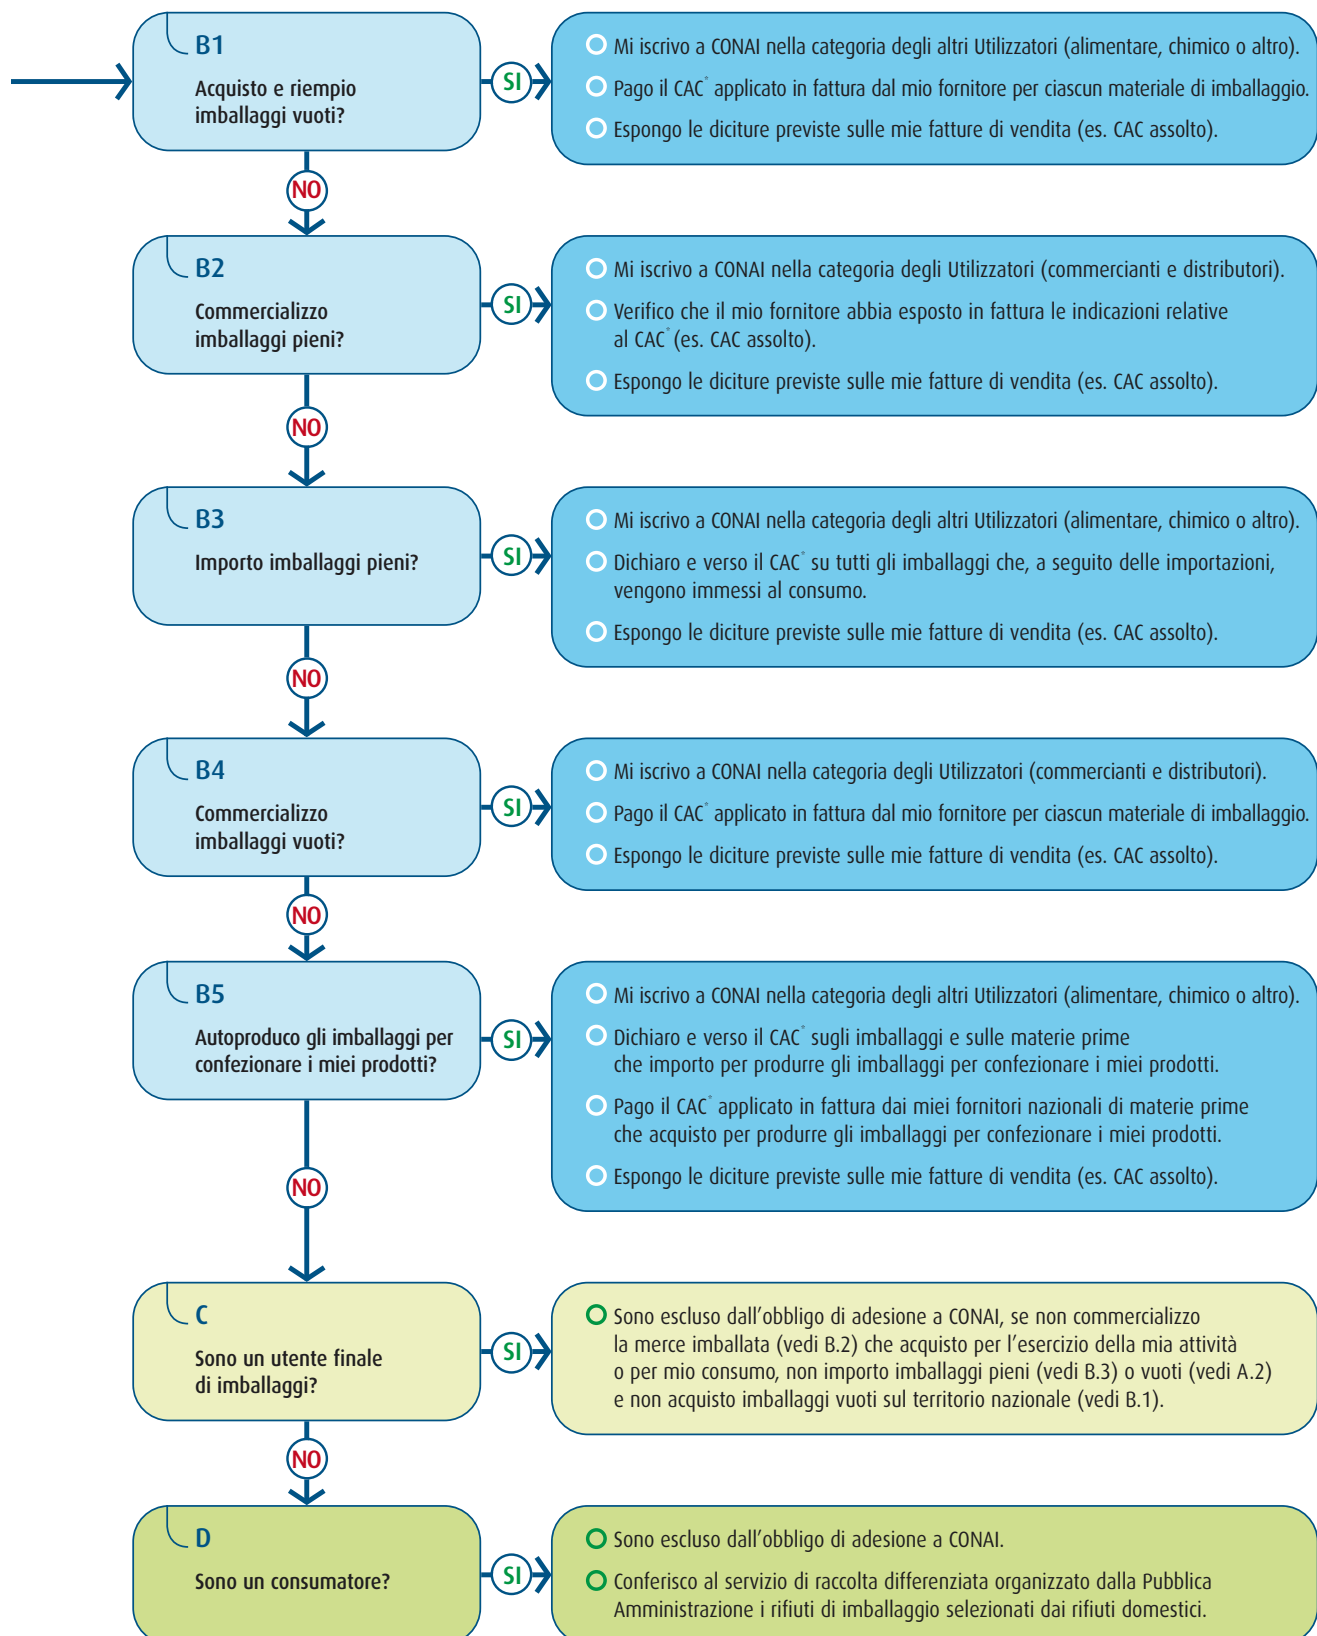 B1
Acquisto e riempio
imballaggi vuoti?
SI
Mi iscrivo a CONAI nella categoria degli altri Utilizzatori (alimentare, chimico o altro).
Pago il CAC* applicato in fattura dal mio fornitore per ciascun materiale di imballaggio.
Espongo le diciture previste sulle mie fatture di vendita (es. CAC assolto).
NO
B2
Commercializzo
imballaggi pieni?
SI
Mi iscrivo a CONAI nella categoria degli Utilizzatori (commercianti e distributori).
Verifico che il mio fornitore abbia esposto in fattura le indicazioni relative
al CAC* (es. CAC assolto).
Espongo le diciture previste sulle mie fatture di vendita (es. CAC assolto).
NO
B3
Importo imballaggi pieni?
SI
Mi iscrivo a CONAI nella categoria degli altri Utilizzatori (alimentare, chimico o altro).
Dichiaro e verso il CAC* su tutti gli imballaggi che, a seguito delle importazioni,
vengono immessi al consumo.
Espongo le diciture previste sulle mie fatture di vendita (es. CAC assolto).
NO
B4
Commercializzo
imballaggi vuoti?
SI
Mi iscrivo a CONAI nella categoria degli Utilizzatori (commercianti e distributori).
Pago il CAC* applicato in fattura dal mio fornitore per ciascun materiale di imballaggio.
Espongo le diciture previste sulle mie fatture di vendita (es. CAC assolto).
NO
B5
Autoproduco gli imballaggi per
confezionare i miei prodotti?
SI
Mi iscrivo a CONAI nella categoria degli altri Utilizzatori (alimentare, chimico o altro).
Dichiaro e verso il CAC* sugli imballaggi e sulle materie prime
che importo per produrre gli imballaggi per confezionare i miei prodotti.
Pago il CAC* applicato in fattura dai miei fornitori nazionali di materie prime
che acquisto per produrre gli imballaggi per confezionare i miei prodotti.
Espongo le diciture previste sulle mie fatture di vendita (es. CAC assolto).
NO
C
Sono un utente finale
di imballaggi?
SI
Sono escluso dall'obbligo di adesione a CONAI, se non commercializzo
la merce imballata (vedi B.2) che acquisto per l'esercizio della mia attività
o per mio consumo, non importo imballaggi pieni (vedi B.3) o vuoti (vedi A.2)
e non acquisto imballaggi vuoti sul territorio nazionale (vedi B.1).
NO
D
Sono un consumatore?
SI
Sono escluso dall'obbligo di adesione a CONAI.
Conferisco al servizio di raccolta differenziata organizzato dalla Pubblica
Amministrazione i rifiuti di imballaggio selezionati dai rifiuti domestici.